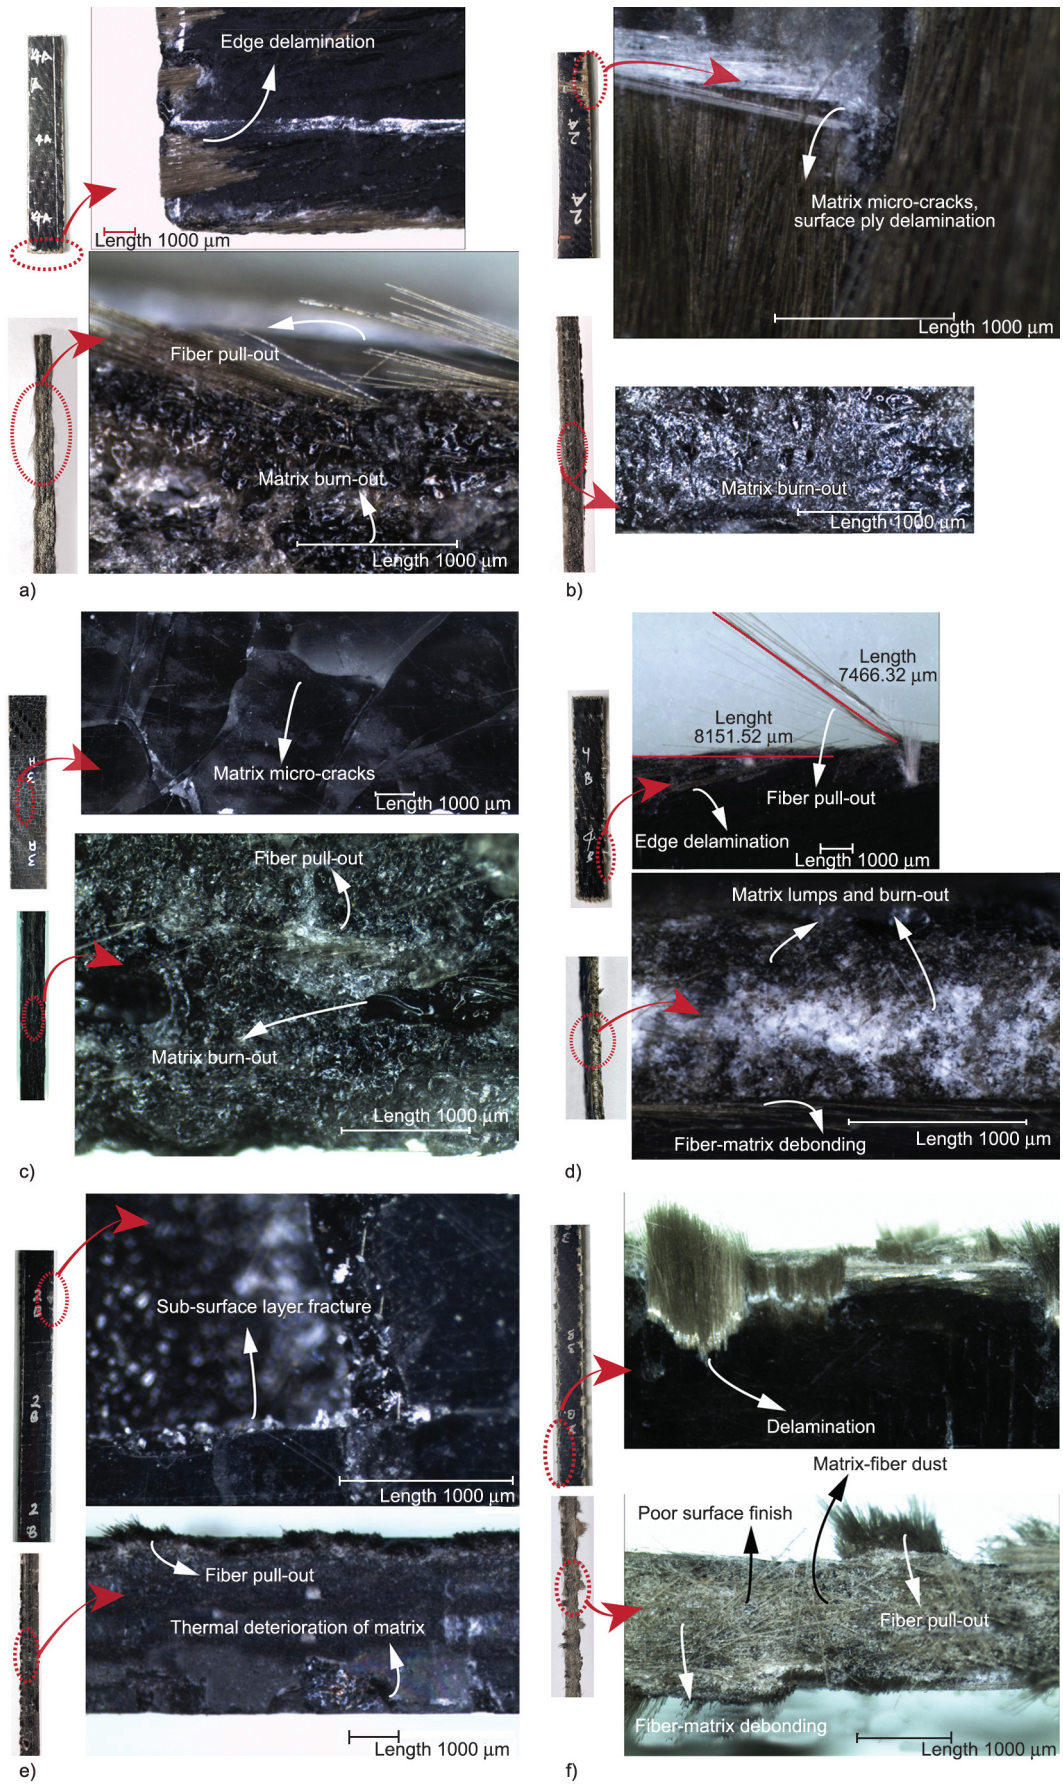 4A
4A
4A
Edge delamination
Length 1000 μm
Fiber pull-out
Matrix burn-out
Length 1000 μm
a)
Matrix micro-cracks,
surface ply delamination
Length 1000 μm
Matrix burn-out
Length 1000 μm
b)
Matrix micro-cracks
Length 1000 μm
Fiber pull-out
Matrix burn-out
Length 1000 μm
c)
Length
7466.32 μm
Lenght
8151.52 μm
Fiber pull-out
Edge delamination
Length 1000 μm
Matrix lumps and burn-out
Fiber-matrix debonding
Length 1000 μm
d)
Sub-surface layer fracture
2
B
2
B
Length 1000 μm
Fiber pull-out
Thermal deterioration of matrix
Length 1000 μm
e)
Delamination
Matrix-fiber dust
Poor surface finish
Fiber pull-out
Fiber-matrix debonding
Length 1000 μm
f)